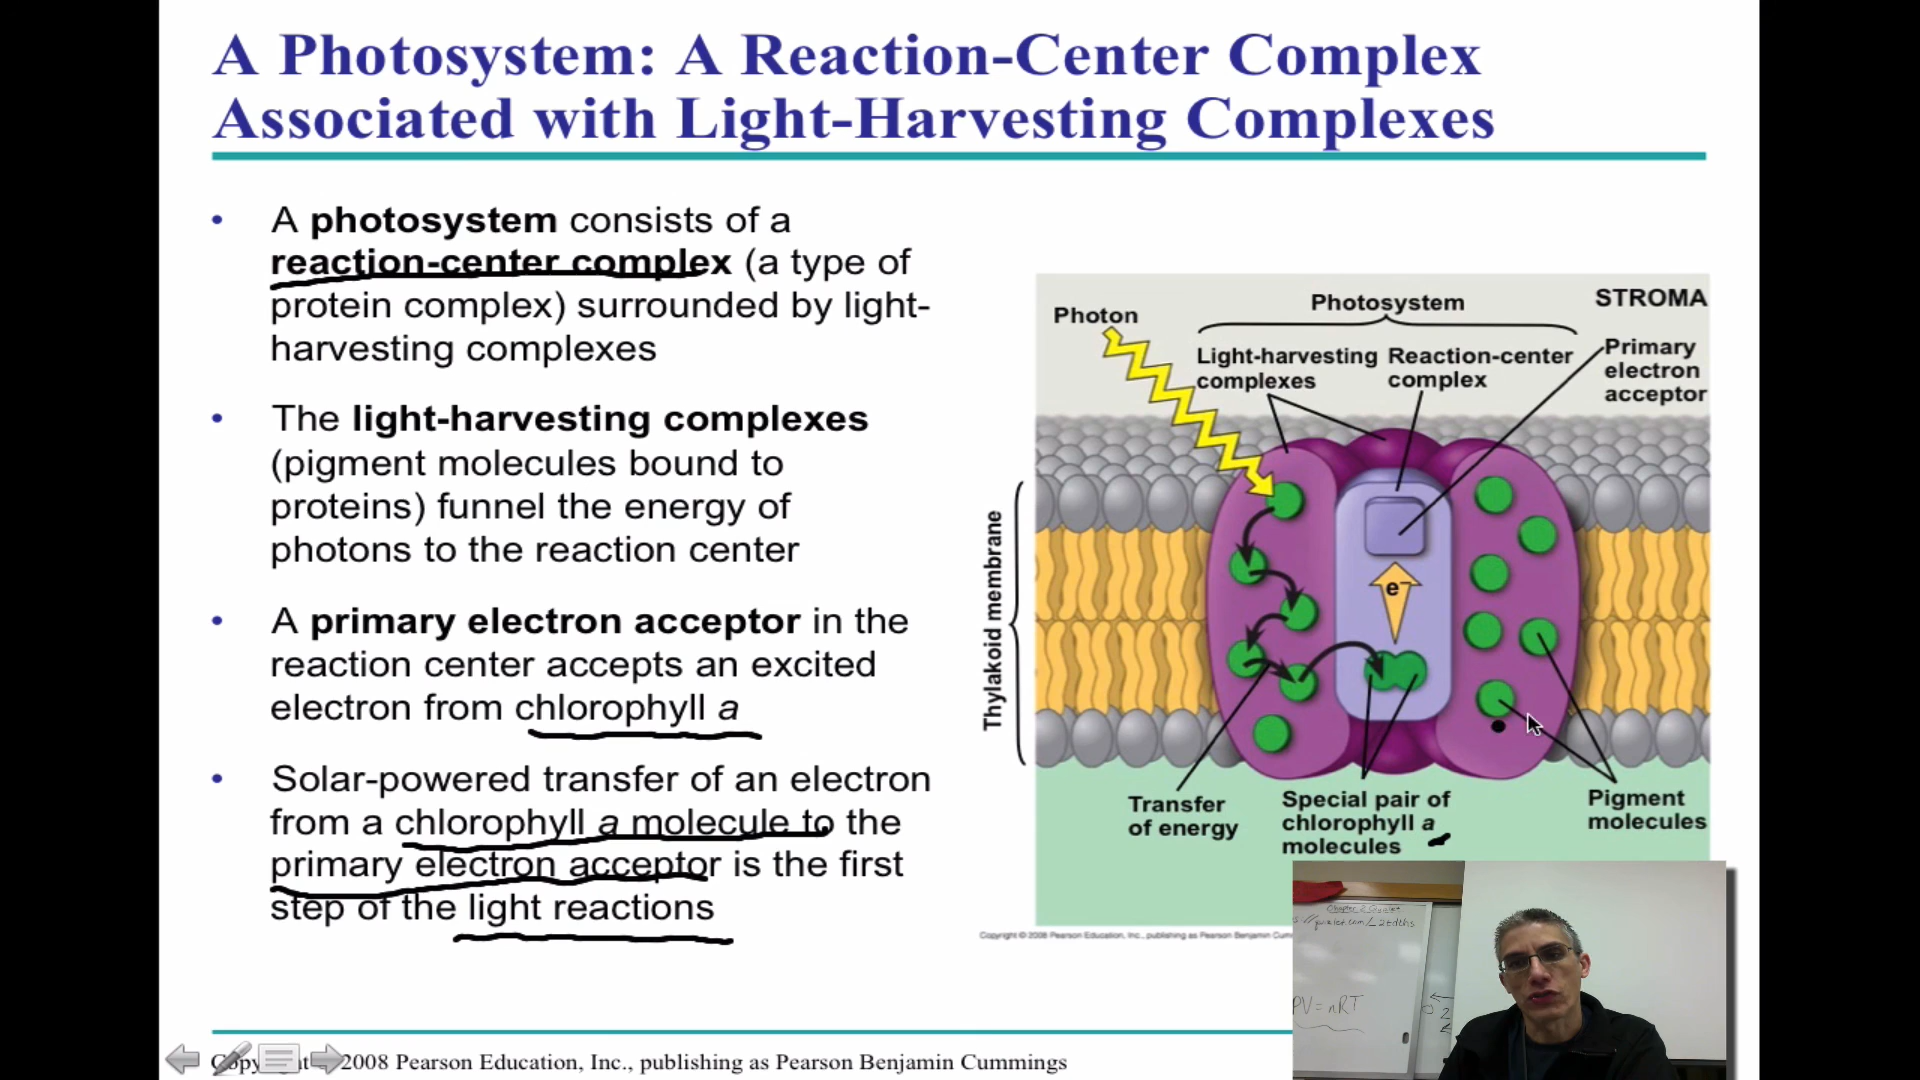 A Photosystem: A Reaction-Center Complex
Associated with Light-Harvesting Complexes
• A photosystem consists of a
reaction-center complex (a type of
protein complex) surrounded by light-
harvesting complexes
• The light-harvesting complexes
(pigment molecules bound to
proteins) funnel the energy of
photons to the reaction center
• A primary electron acceptor in the
reaction center accepts an excited
electron from chlorophyll a
• Solar-powered transfer of an electron
from a chlorophyll a molecule to the
primary electron acceptor is the first
step of the light reactions
Photosystem
STROMA
Photon
Light-harvesting
complexes
Reaction-center
complex
Primary
electron
acceptor
Thylakoid membrane
e⁻
Transfer
of energy
Special pair of
chlorophyll a
molecules
Pigment
molecules
Copyright © 2008 Pearson Education, Inc., publishing as Pearson Benjamin
Chapter 2
PV=nRT
2008 Pearson Education, Inc., publishing as Pearson Benjamin Cummings